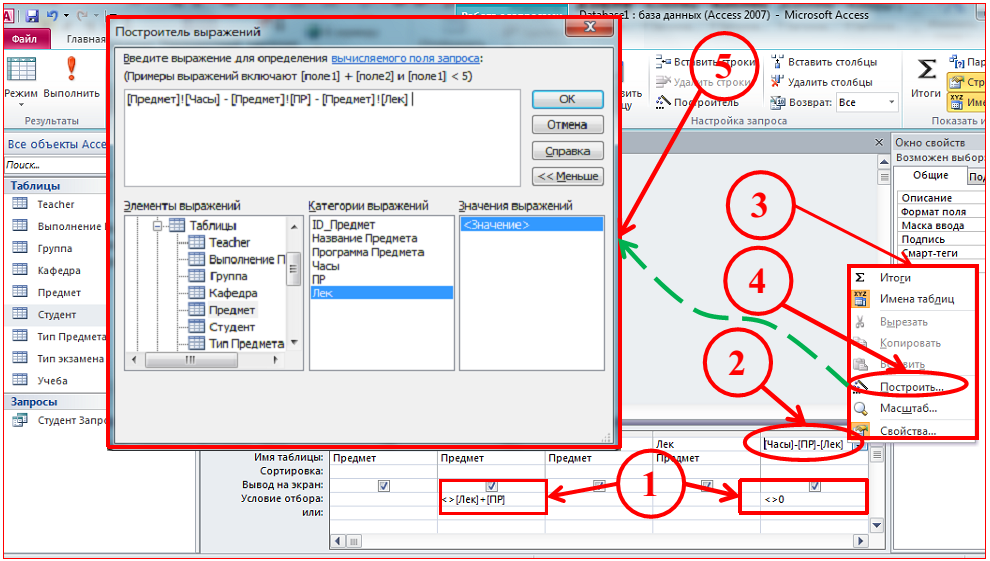 Database1 : база данных (Access 2007) - Microsoft Access
Файл
Главная
Режим
Выполнить
Результаты
Вставить строки
Удалить строки
Построитель
Вставить столбцы
Удалить столбцы
Возврат: Все
Настройка запроса
Итоги
Показать и
Построитель выражений
Введите выражение для определения вычисляемого поля запроса:
(Примеры выражений включают [поле1] + [поле2] и [поле1] < 5)
[Предмет]![Часы] - [Предмет]![ПР] - [Предмет]![Лек]
ОК
Отмена
Справка
<< Меньше
Элементы выражений
Таблицы
Teacher
Выполнение П
Группа
Кафедра
Предмет
Студент
Тип Предмета
Категории выражений
ID_Предмет
Название Предмета
Программа Предмета
Часы
ПР
Лек
Значения выражений
<Значение>
Все объекты Acce
Поиск...
Таблицы
Teacher
Выполнение
Группа
Кафедра
Предмет
Студент
Тип Предмета
Тип экзамена
Учеба
Запросы
Студент Запро
Окно свойств
Возможен выбор:
Общие
Под
Описание
Формат поля
Маска ввода
Подпись
Смарт-теги
Σ Итоги
XYZ Имена таблиц
Вырезать
Копировать
Вставить
Построить...
Масштаб...
Свойства...
5
3
4
2
1
Лек
[Часы]-[ПР]-[Лек]
Имя таблицы: Предмет Предмет Предмет Предмет
Сортировка:
Вывод на экран:
Условие отбора: <>[Лек]+[ПР] <>0
или: